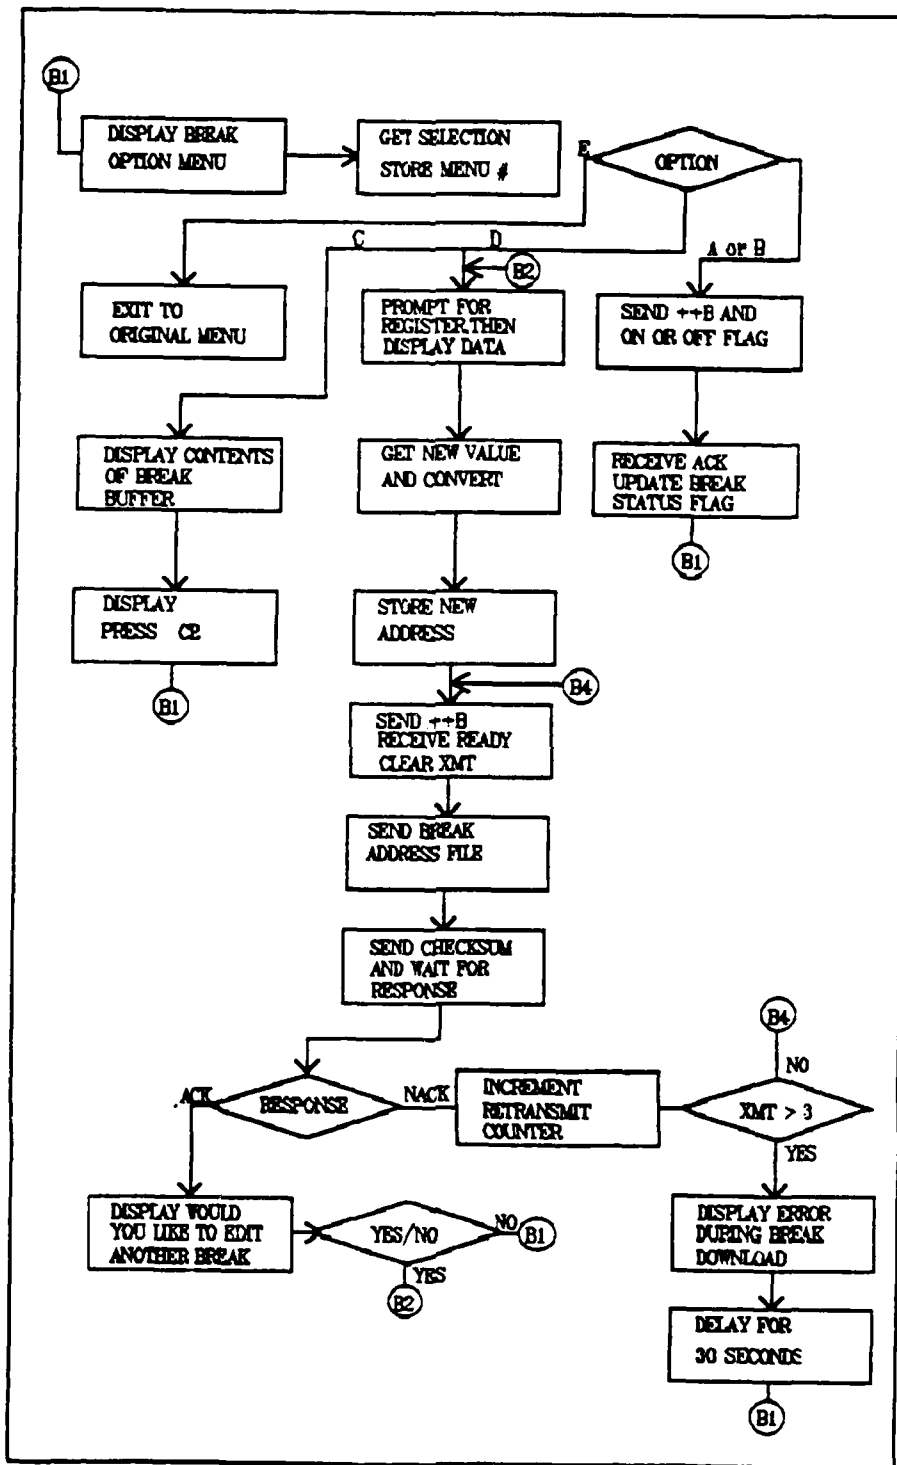 B1
DISPLAY BREAK
OPTION MENU
GET SELECTION
STORE MENU #
E
OPTION
C
D
A or B
B2
EXIT TO
ORIGINAL MENU
PROMPT FOR
REGISTER,THEN
DISPLAY DATA
SEND ++B AND
ON OR OFF FLAG
DISPLAY CONTENTS
OF BREAK
BUFFER
GET NEW VALUE
AND CONVERT
RECEIVE ACK
UPDATE BREAK
STATUS FLAG
B1
DISPLAY
PRESS CR
B1
STORE NEW
ADDRESS
B4
SEND ++B
RECEIVE READY
CLEAR XMT
SEND BREAK
ADDRESS FILE
SEND CHECKSUM
AND WAIT FOR
RESPONSE
B4
NO
ACK
RESPONSE
NACK
INCREMENT
RETRANSMIT
COUNTER
XMT > 3
YES
DISPLAY WOULD
YOU LIKE TO EDIT
ANOTHER BREAK
YES/NO
NO
B1
YES
B2
DISPLAY ERROR
DURING BREAK
DOWNLOAD
DELAY FOR
30 SECONDS
B1